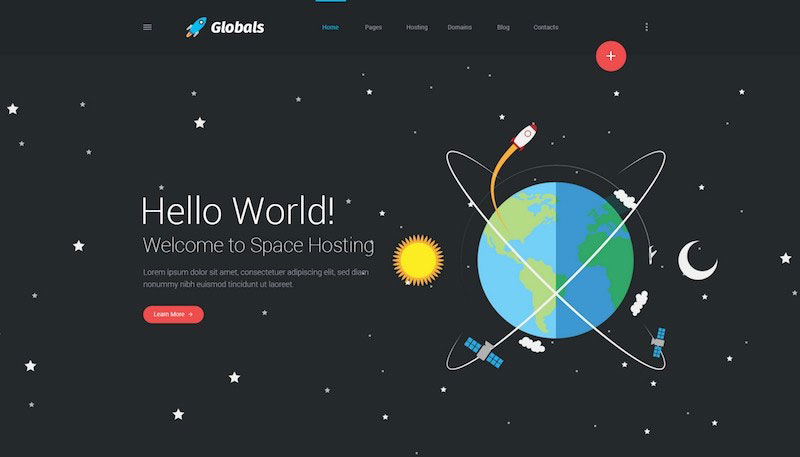 Globals
Home Pages Hosting Domains Blog Contacts
+
Hello World!
Welcome to Space Hosting
Lorem ipsum dolor sit amet, consectetuer adipiscing elit, sed diam
nonummy nibh euismod tincidunt ut laoreet
Learn More